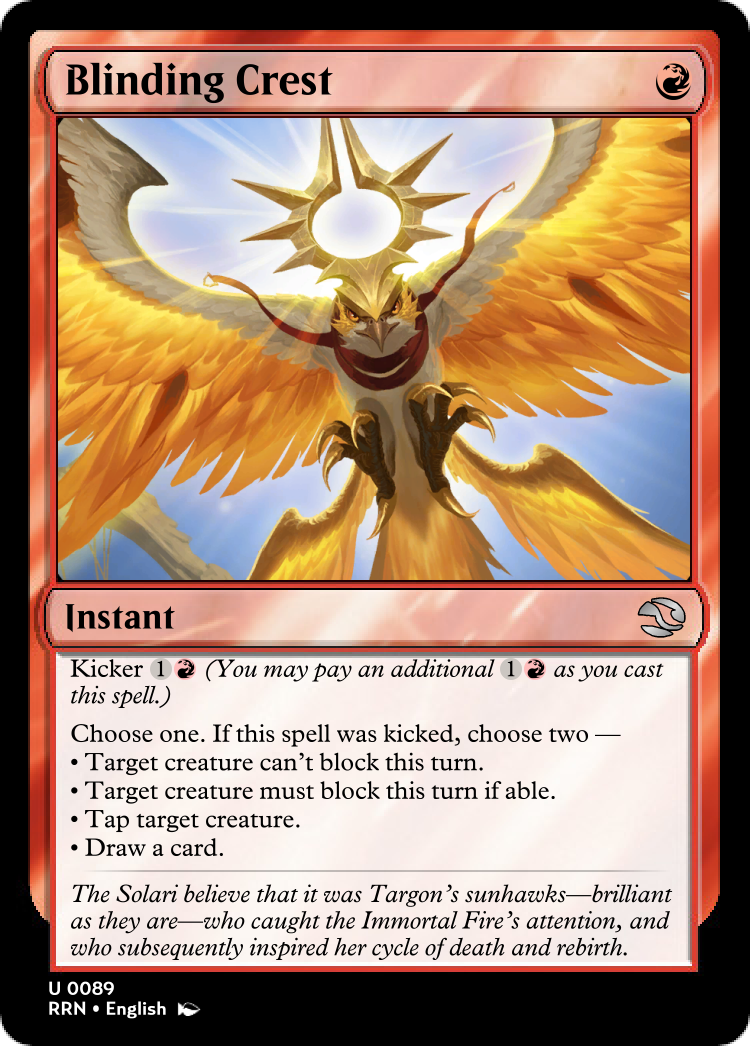 Blinding Crest
Instant
Kicker 1 (You may pay an additional 1 as you cast
this spell.)
Choose one. If this spell was kicked, choose two —
• Target creature can't block this turn.
• Target creature must block this turn if able.
• Tap target creature.
• Draw a card.
The Solari believe that it was Targon's sunhawks—brilliant
as they are—who caught the Immortal Fire's attention, and
who subsequently inspired her cycle of death and rebirth.
U 0089
RRN • English